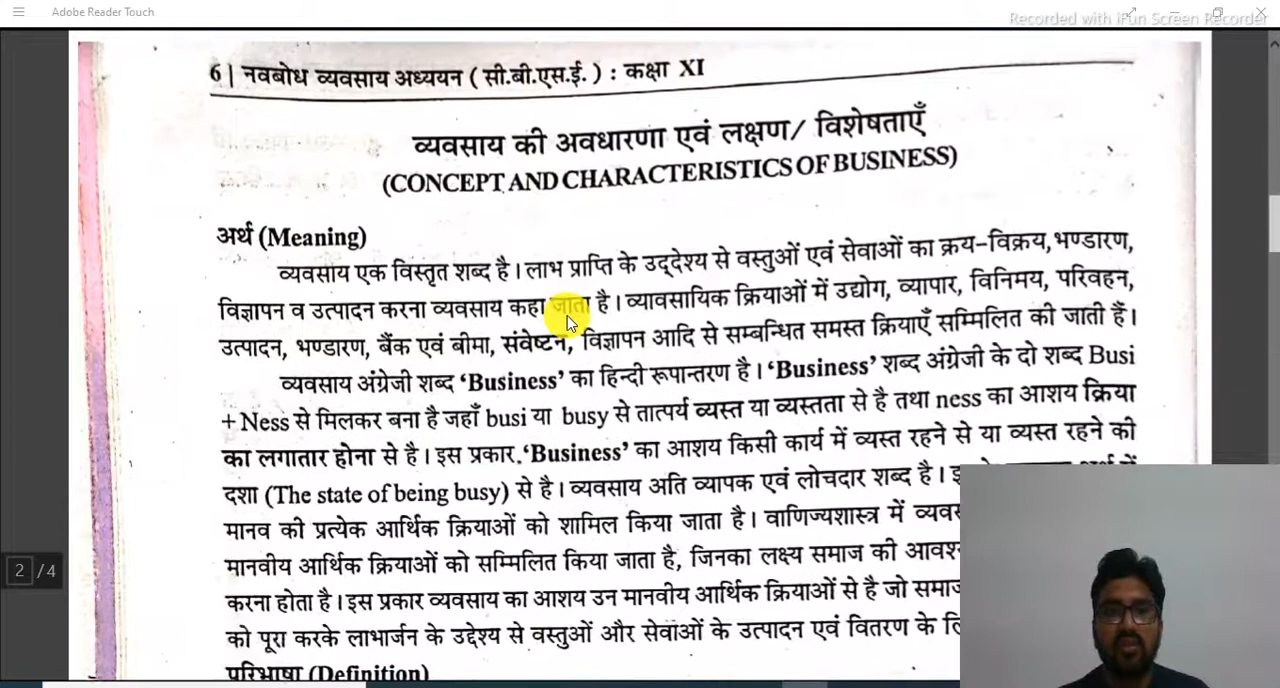 Adobe Reader Touch
Recorded with iFun Screen Recorder
6| नवबोध व्यवसाय अध्ययन ( सी.बी.एस.ई. ) : कक्षा XI
व्यवसाय की अवधारणा एवं लक्षण/ विशेषताएँ
(CONCEPT AND CHARACTERISTICS OF BUSINESS)
अर्थ (Meaning)
व्यवसाय एक विस्तृत शब्द है। लाभ प्राप्ति के उद्देश्य से वस्तुओं एवं सेवाओं का क्रय-विक्रय, भण्डारण,
विज्ञापन व उत्पादन करना व्यवसाय कहा जाता है। व्यावसायिक क्रियाओं में उद्योग, व्यापार, विनिमय, परिवहन,
उत्पादन, भण्डारण, बैंक एवं बीमा, संवेष्टन, विज्ञापन आदि से सम्बन्धित समस्त क्रियाएँ सम्मिलित की जाती हैं।
व्यवसाय अंग्रेजी शब्द ‘Business’ का हिन्दी रूपान्तरण है। ‘Business’ शब्द अंग्रेजी के दो शब्द Busi
+ Ness से मिलकर बना है जहाँ busi या busy से तात्पर्य व्यस्त या व्यस्तता से है तथा ness का आशय क्रिया
का लगातार होना से है। इस प्रकार. ‘Business’ का आशय किसी कार्य में व्यस्त रहने से या व्यस्त रहने की
दशा (The state of being busy) से है। व्यवसाय अति व्यापक एवं लोचदार शब्द है।
मानव की प्रत्येक आर्थिक क्रियाओं को शामिल किया जाता है। वाणिज्यशास्त्र में
मानवीय आर्थिक क्रियाओं को सम्मिलित किया जाता है, जिनका लक्ष्य समाज की
करना होता है। इस प्रकार व्यवसाय का आशय उन मानवीय आर्थिक क्रियाओं से है जो समाज
को पूरा करके लाभार्जन के उद्देश्य से वस्तुओं और सेवाओं के उत्पादन एवं वितरण के
परिभाषा (Definition)
2 / 4